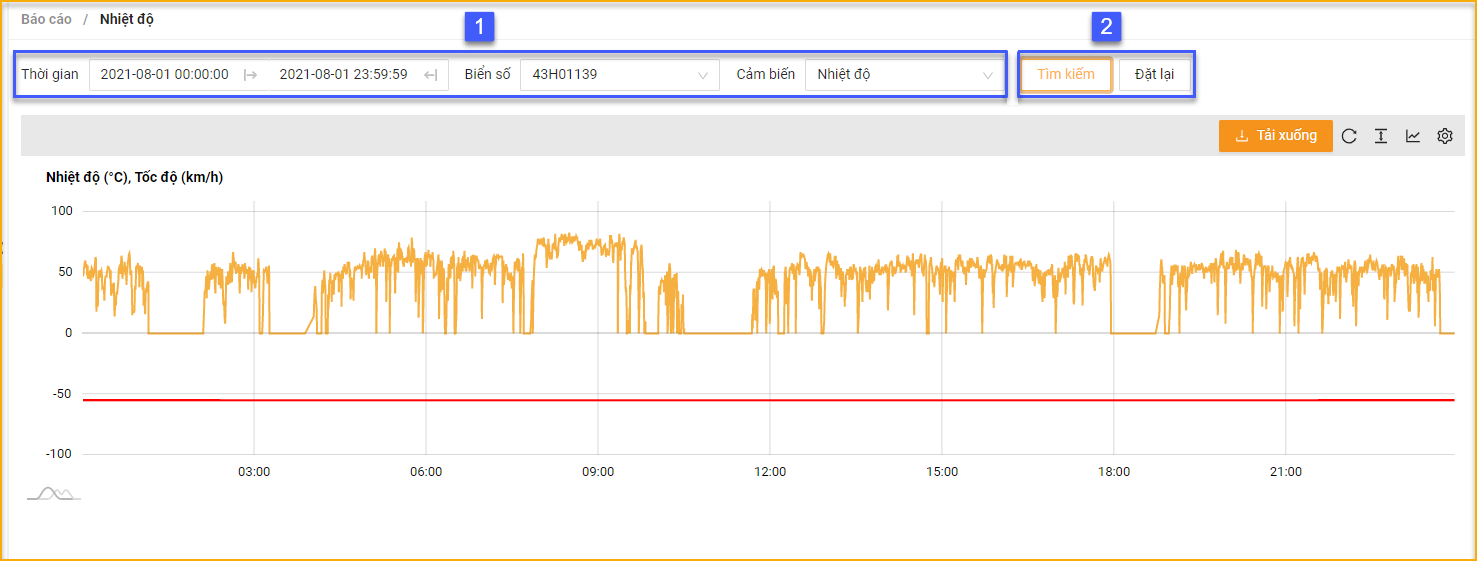 Báo cáo / Nhiệt độ
1 2
Thời gian 2021-08-01 00:00:00 2021-08-01 23:59:59 Biển số 43H01139 Cảm biến Nhiệt độ Tìm kiếm Đặt lại
Tải xuống
Nhiệt độ (°C), Tốc độ (km/h)
100
50
0
-50
-100
03:00 06:00 09:00 12:00 15:00 18:00 21:00